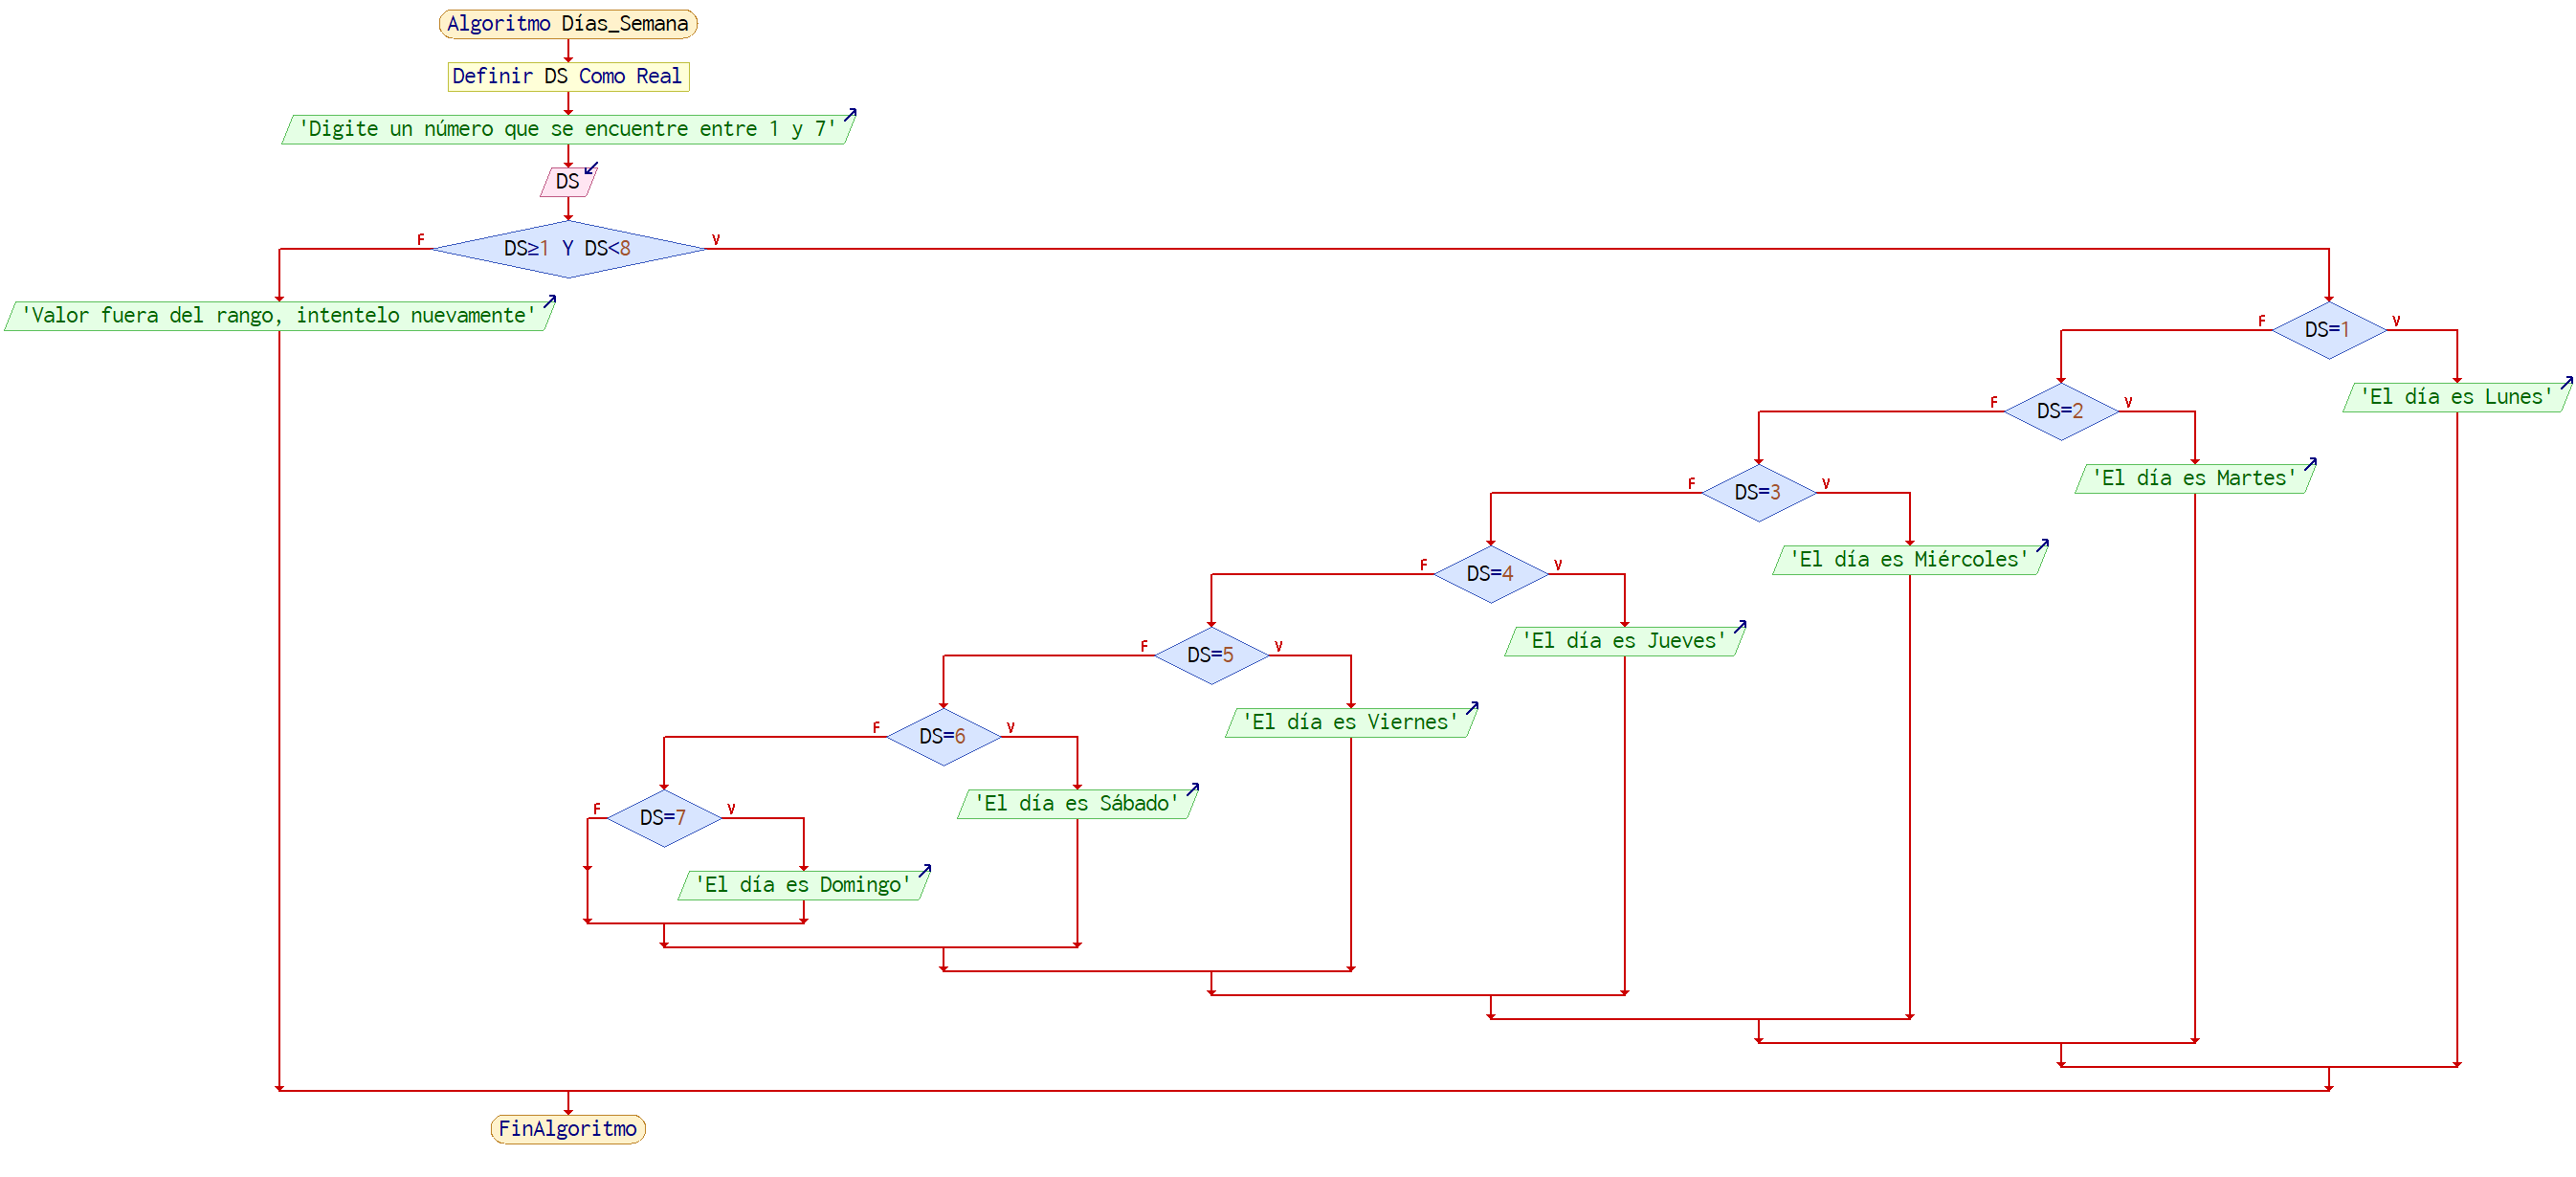 Algoritmo Días_Semana
Definir DS Como Real
'Digite un número que se encuentre entre 1 y 7'
DS
F
DS≥1 Y DS<8
V
'Valor fuera del rango, intentelo nuevamente'
F
DS=1
V
'El día es Lunes'
F
DS=2
V
'El día es Martes'
F
DS=3
V
'El día es Miércoles'
F
DS=4
V
'El día es Jueves'
F
DS=5
V
'El día es Viernes'
F
DS=6
V
'El día es Sábado'
F
DS=7
V
'El día es Domingo'
FinAlgoritmo